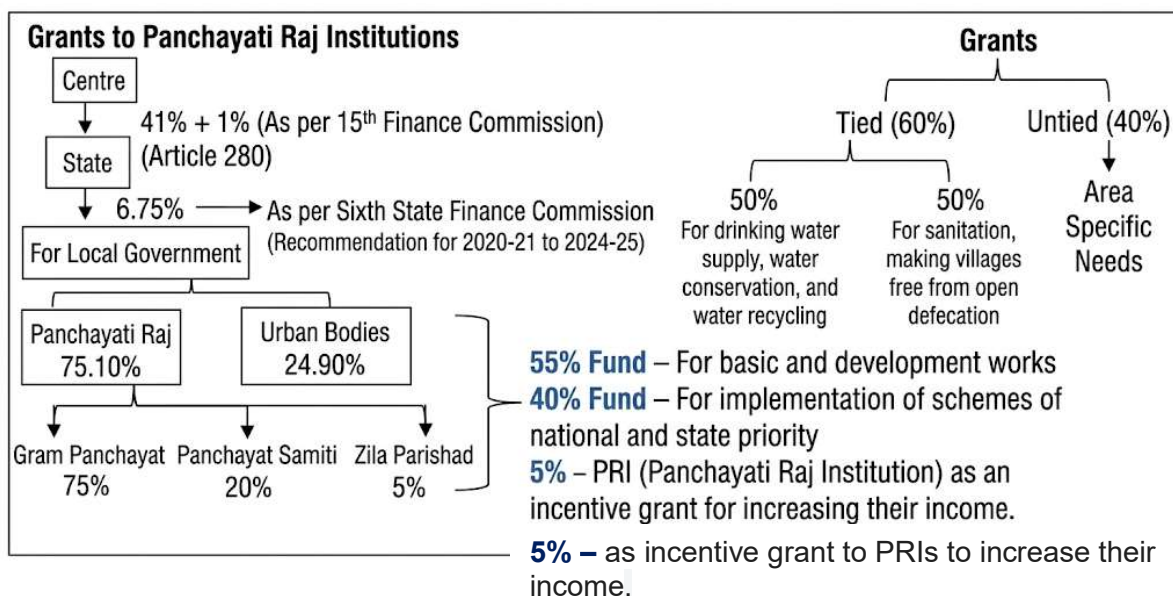 Grants to Panchayati Raj Institutions
Centre
41% + 1% (As per 15th Finance Commission)
(Article 280)
State
6.75%
As per Sixth State Finance Commission
(Recommendation for 2020-21 to 2024-25)
For Local Government
Panchayati Raj
75.10%
Urban Bodies
24.90%
Gram Panchayat
75%
Panchayat Samiti
20%
Zila Parishad
5%
Grants
Tied (60%)
Untied (40%)
50%
For drinking water
supply, water
conservation, and
water recycling
50%
For sanitation,
making villages
free from open
defecation
Area
Specific
Needs
55% Fund – For basic and development works
40% Fund – For implementation of schemes of
national and state priority
5% – PRI (Panchayati Raj Institution) as an
incentive grant for increasing their income.
5% – as incentive grant to PRIs to increase their
income.